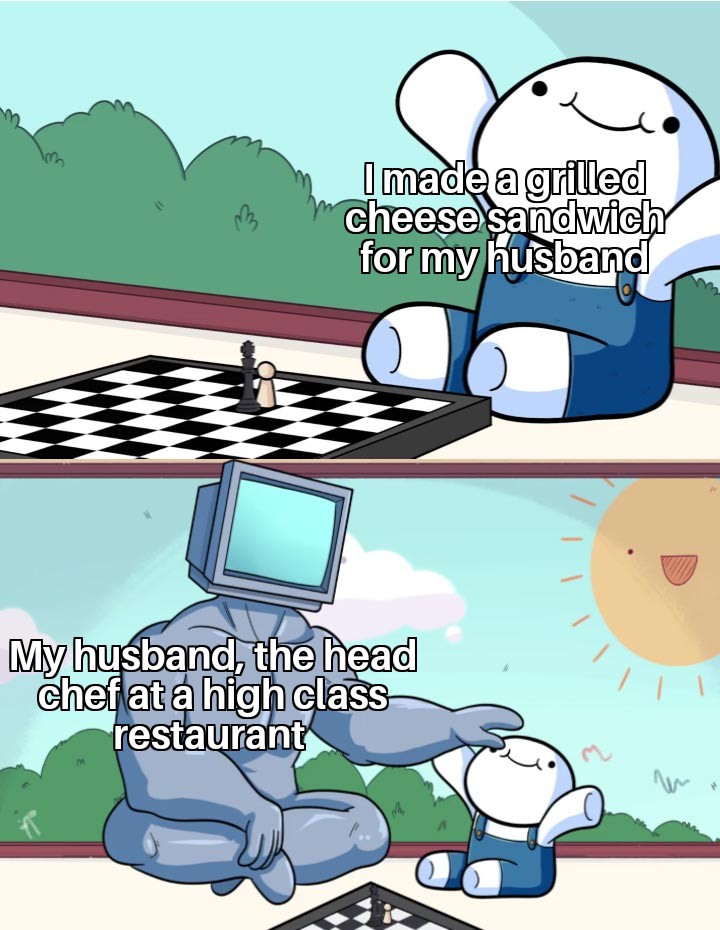 I made a grilled
cheese sandwich
for my husband
My husband, the head
chef at a high class
restaurant